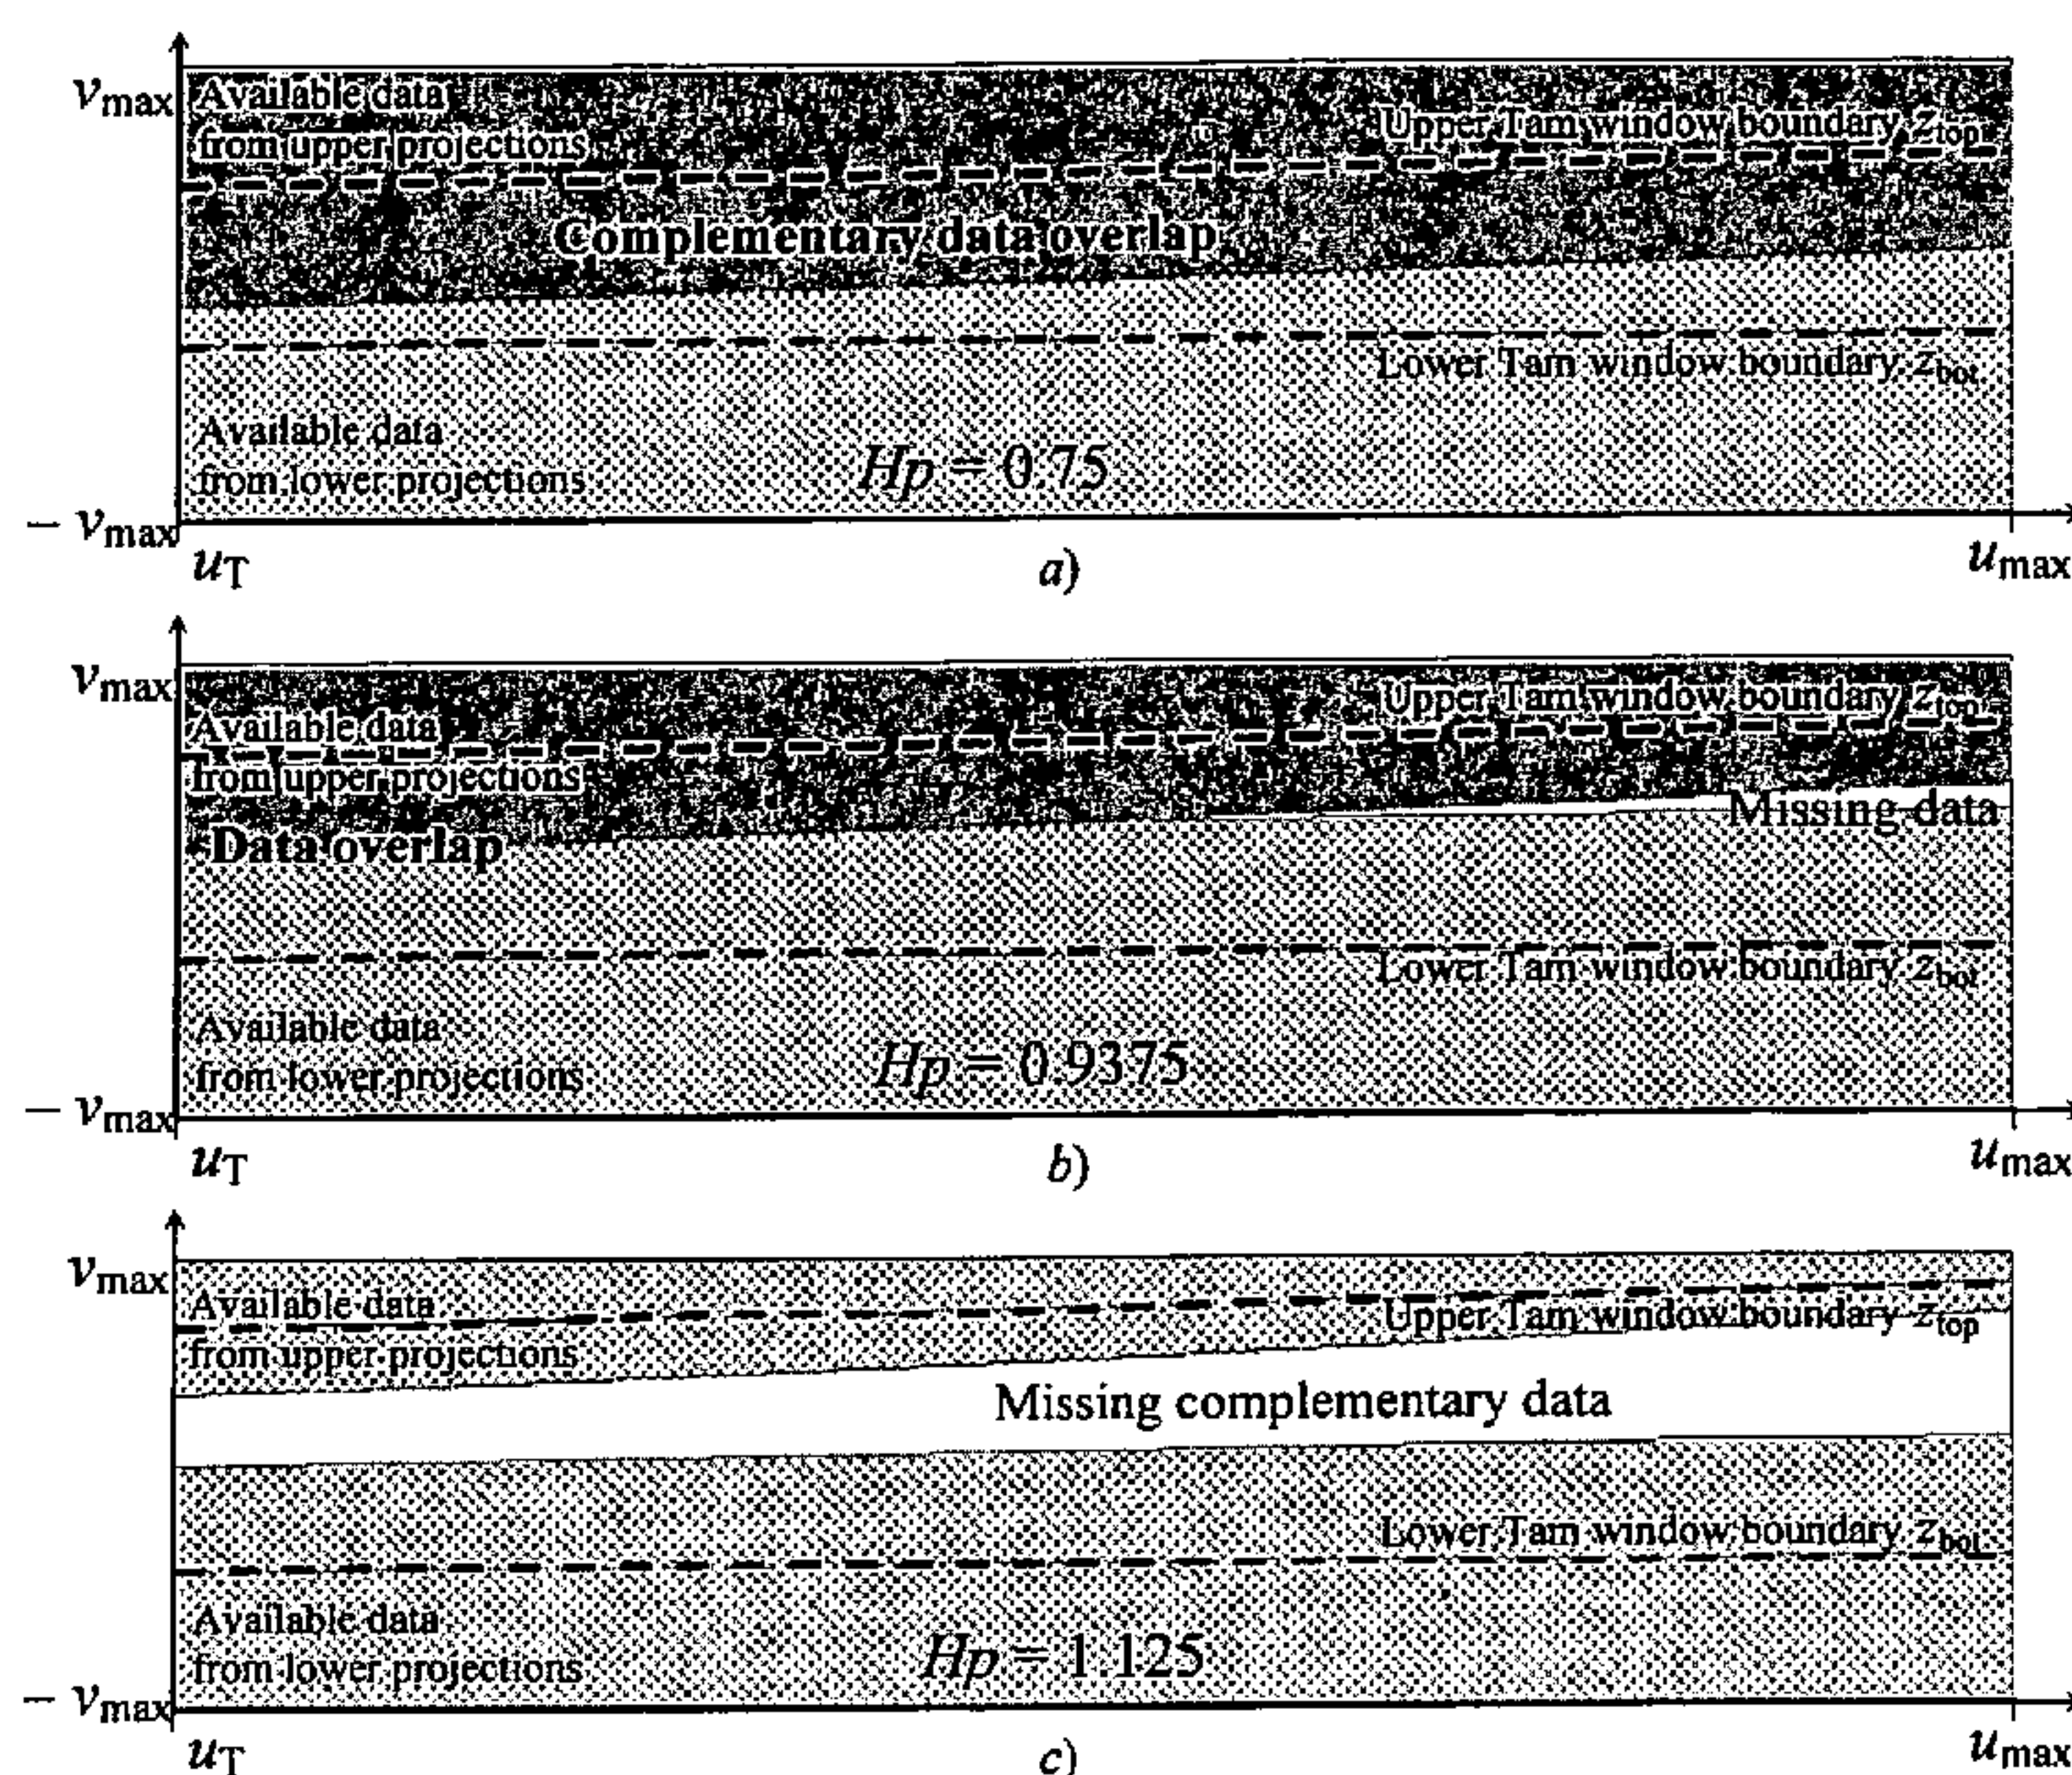 v_max
Available data
from upper projections
Upper Tam window boundary z_top
Complementary data overlap
Lower Tam window boundary z_bot
Available data
from lower projections
Hp = 0.75
– v_max
u_T
a)
u_max
v_max
Available data
from upper projections
Upper Tam window boundary z_top
Data overlap
Missing data
Lower Tam window boundary z_bot
Available data
from lower projections
Hp = 0.9375
– v_max
u_T
b)
u_max
v_max
Available data
from upper projections
Upper Tam window boundary z_top
Missing complementary data
Lower Tam window boundary z_bot
Available data
from lower projections
Hp = 1.125
– v_max
u_T
c)
u_max